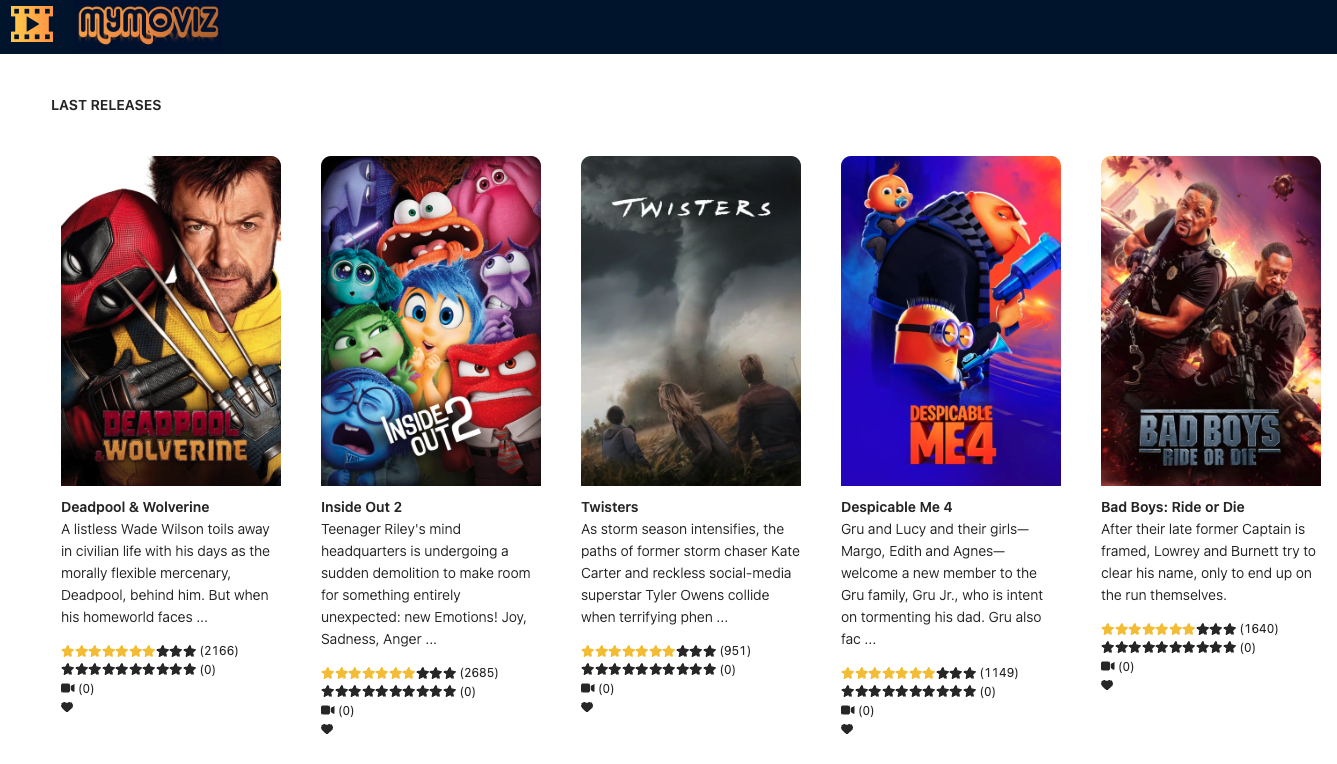 mymoviz
LAST RELEASES
TWISTERS
DEADPOOL
& WOLVERINE
INSIDE
OUT 2
DESPICABLE
ME 4
BAD BOYS
RIDE OR DIE
Deadpool & Wolverine
A listless Wade Wilson toils away
in civilian life with his days as the
morally flexible mercenary,
Deadpool, behind him. But when
his homeworld faces ...
(2166)
(0)
(0)
Inside Out 2
Teenager Riley's mind
headquarters is undergoing a
sudden demolition to make room
for something entirely
unexpected: new Emotions! Joy,
Sadness, Anger ...
(2685)
(0)
(0)
Twisters
As storm season intensifies, the
paths of former storm chaser Kate
Carter and reckless social-media
superstar Tyler Owens collide
when terrifying phen ...
(951)
(0)
(0)
Despicable Me 4
Gru and Lucy and their girls—
Margo, Edith and Agnes—
welcome a new member to the
Gru family, Gru Jr., who is intent
on tormenting his dad. Gru also
fac ...
(1149)
(0)
(0)
Bad Boys: Ride or Die
After their late former Captain is
framed, Lowrey and Burnett try to
clear his name, only to end up on
the run themselves.
(1640)
(0)
(0)